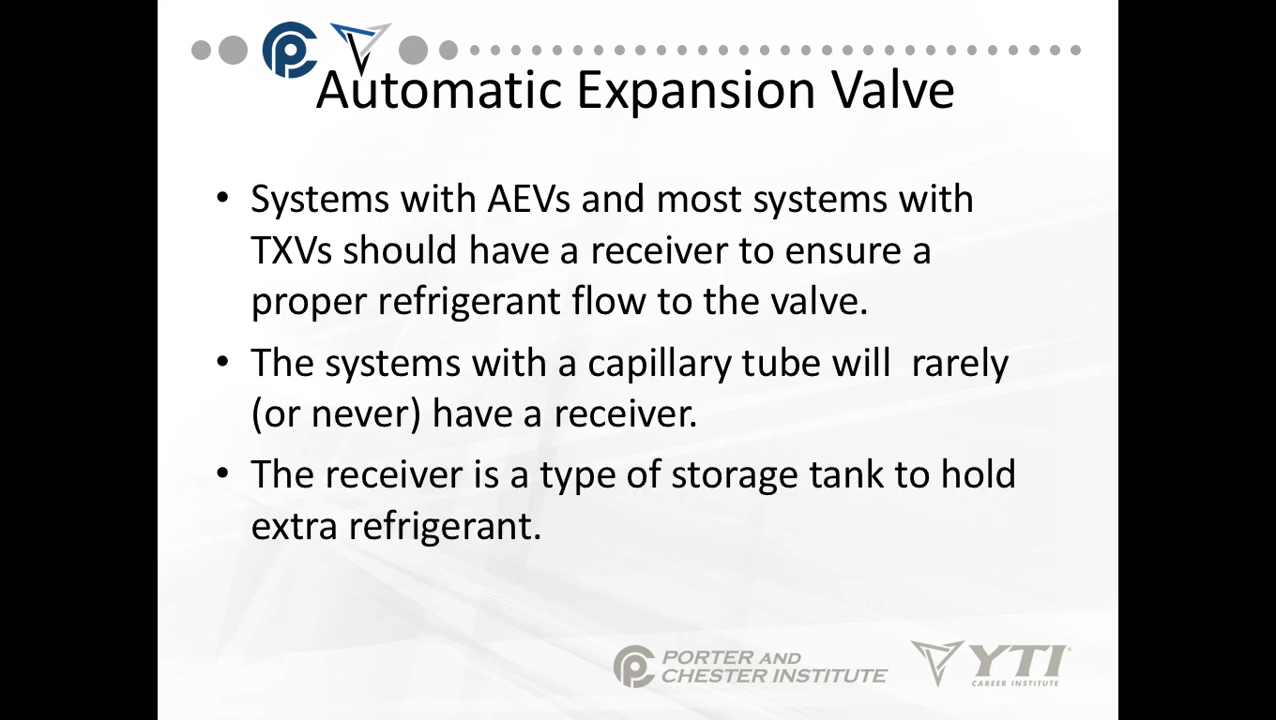 Automatic Expansion Valve
• Systems with AEVs and most systems with
TXVs should have a receiver to ensure a
proper refrigerant flow to the valve.
• The systems with a capillary tube will  rarely
(or never) have a receiver.
• The receiver is a type of storage tank to hold
extra refrigerant.
PORTER AND
CHESTER INSTITUTE
YTI
CAREER INSTITUTE